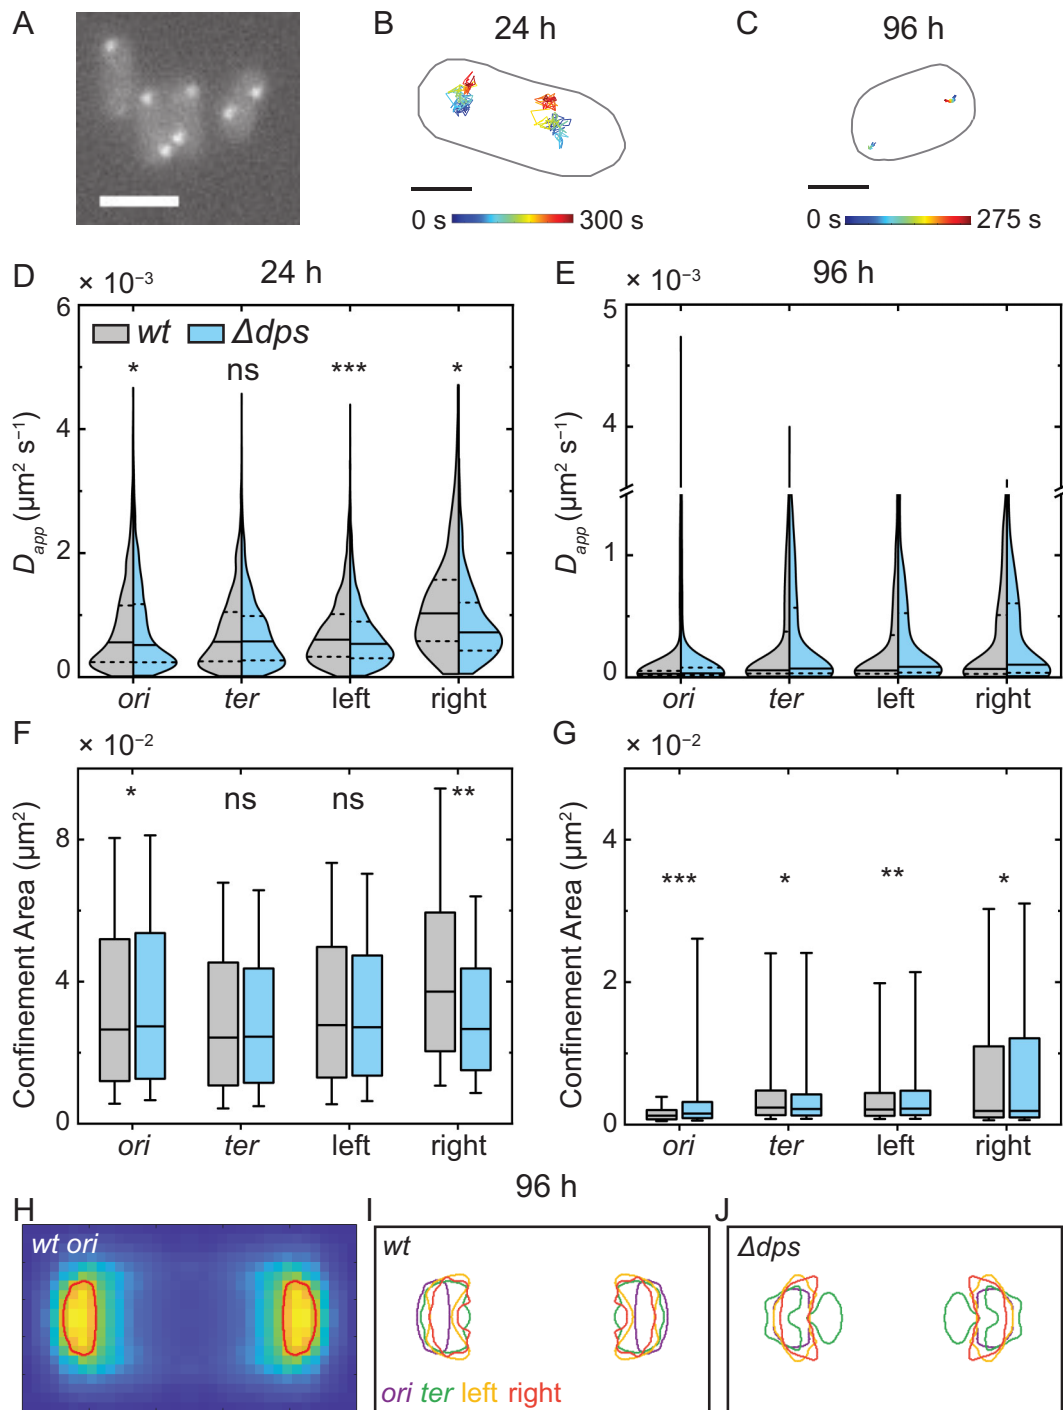 A
B
24 h
C
96 h
0 s
300 s
0 s
275 s
D
× 10⁻³
24 h
E
× 10⁻³
96 h
6
4
2
0
D_app (μm² s⁻¹)
wt
Δdps
*
ns
***
*
ori
ter
left
right
5
4
1
0
D_app (μm² s⁻¹)
ori
ter
left
right
F
× 10⁻²
8
4
0
Confinement Area (μm²)
*
ns
ns
**
ori
ter
left
right
G
× 10⁻²
4
2
0
Confinement Area (μm²)
***
*
**
*
ori
ter
left
right
96 h
H
wt ori
I
wt
ori ter left right
J
Δdps